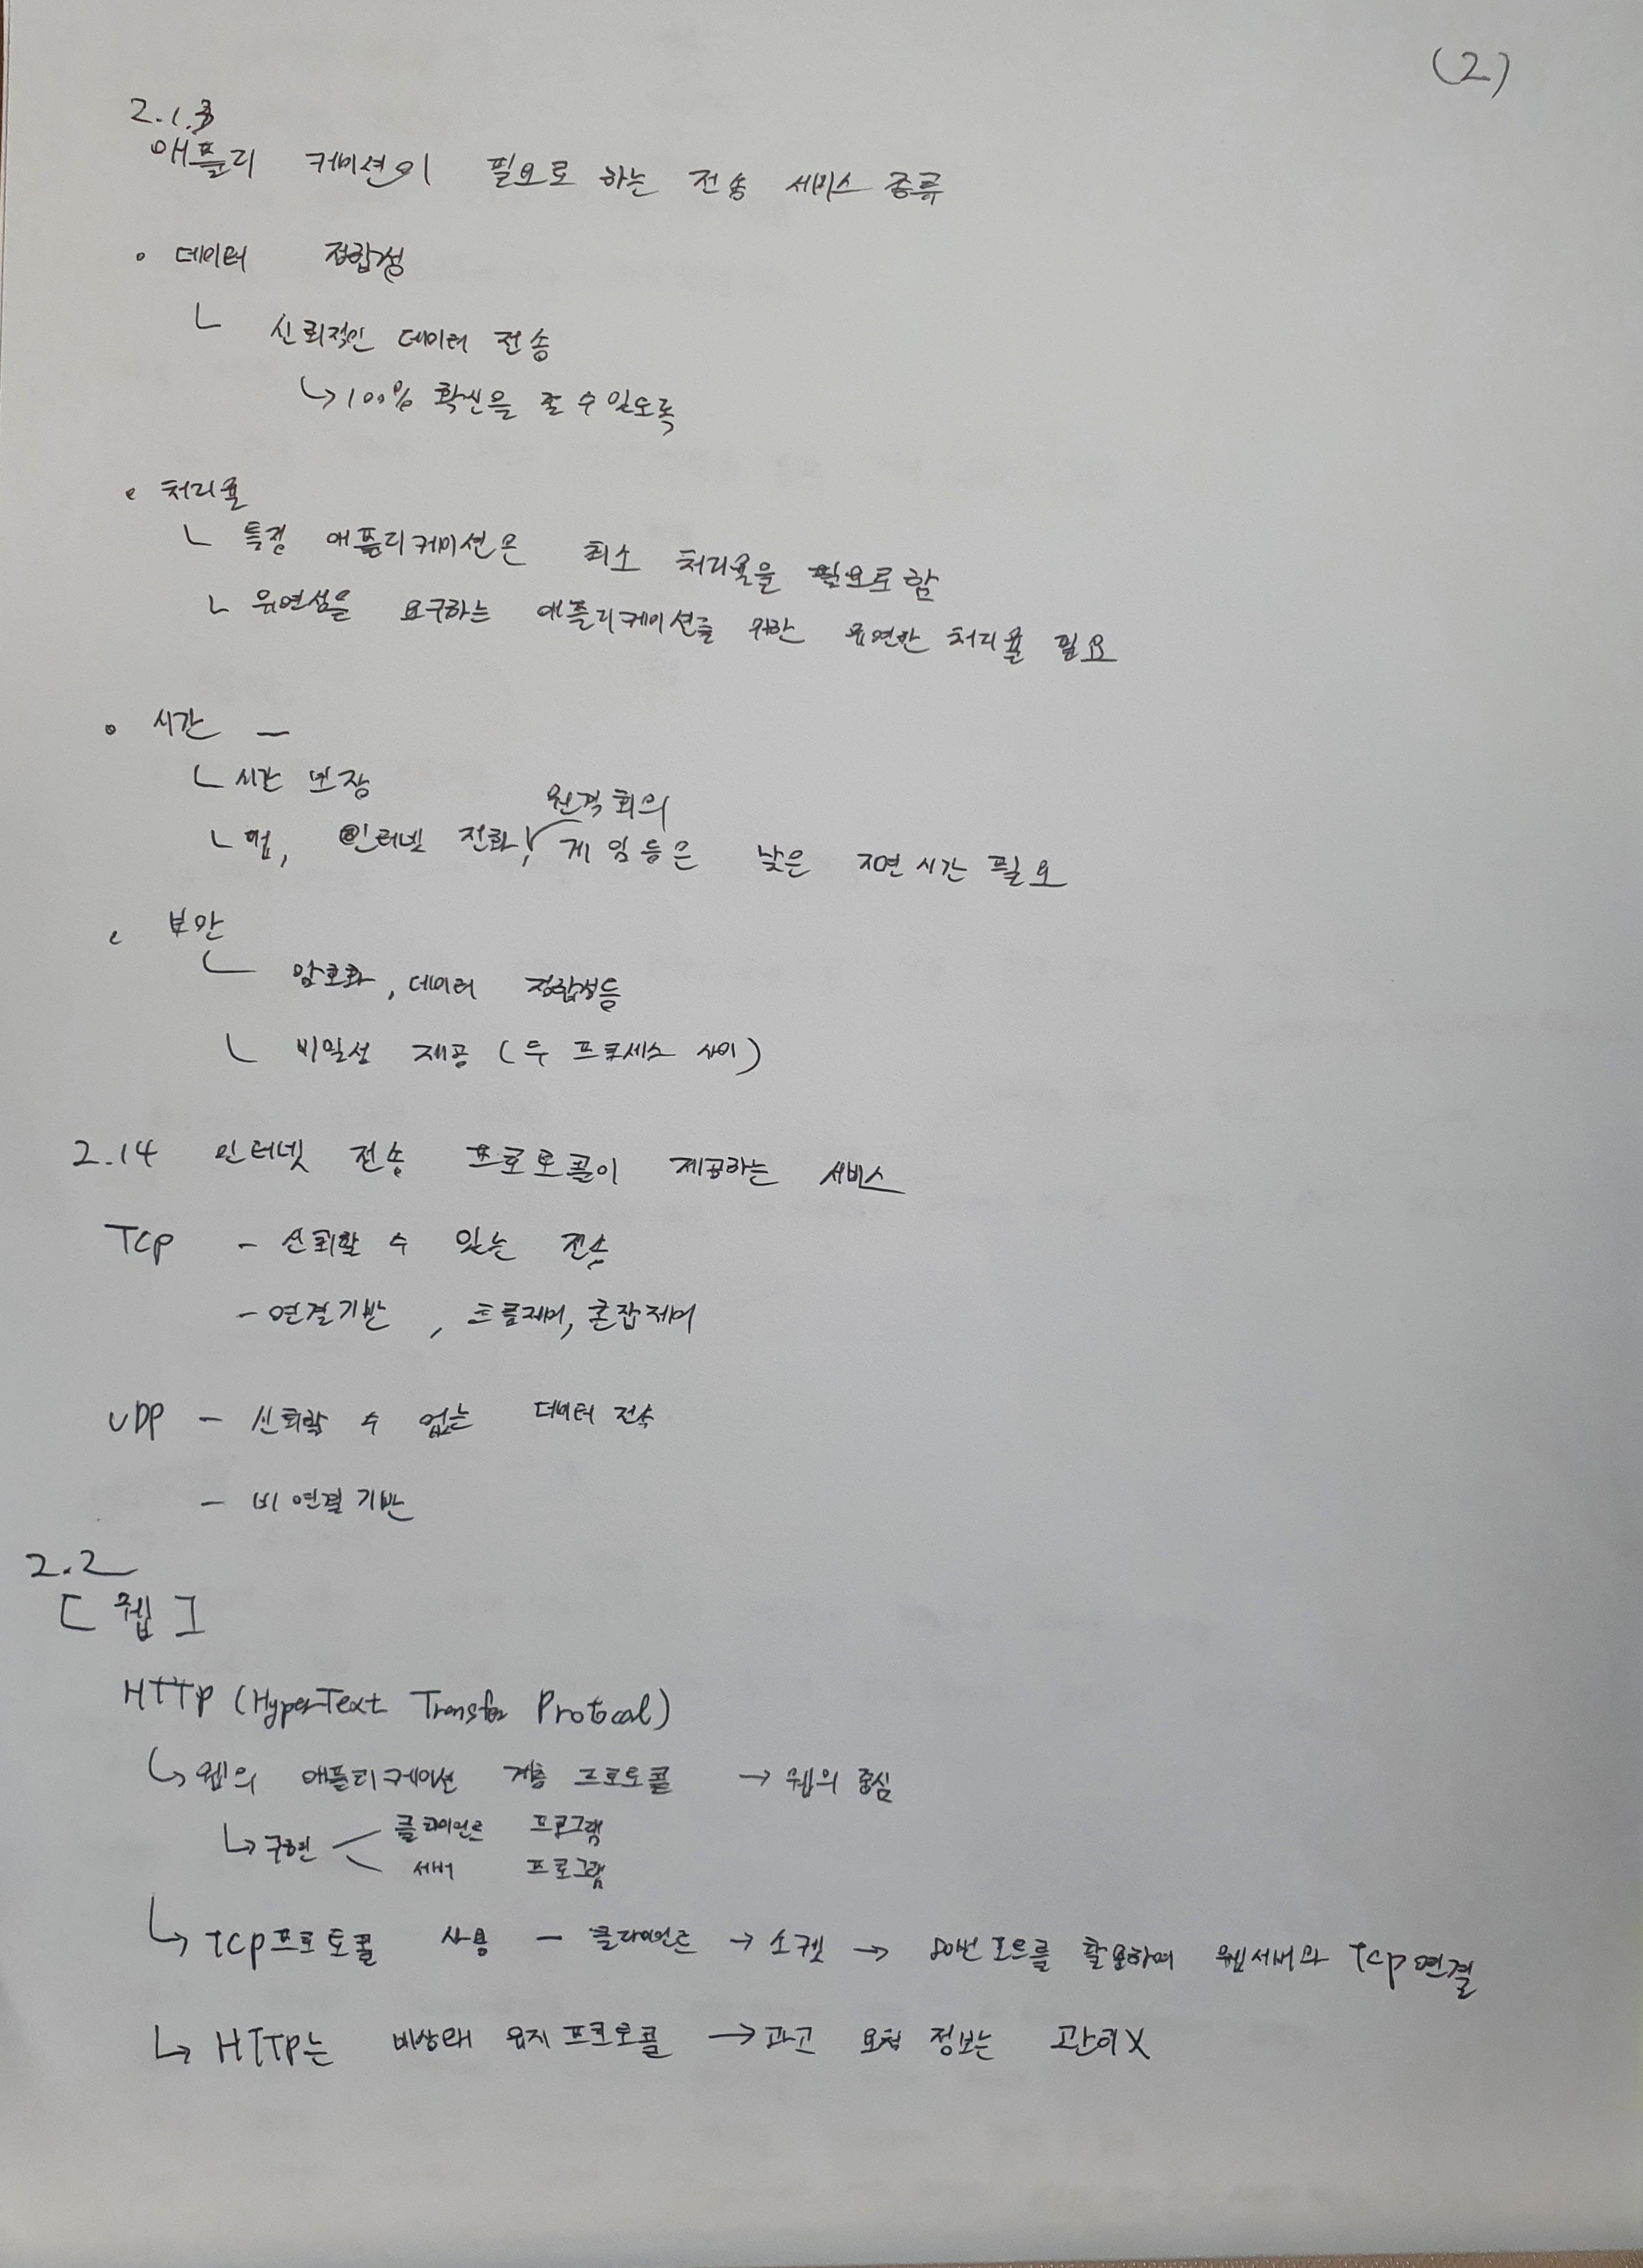 (2)
2.1.3
애플리 케이션이 필요로 하는 전송 서비스 종류
데이터 정합성
신뢰적인 데이터 전송
→ 100% 확신을 줄 수 있도록
처리율
특정 애플리케이션은 최소 처리율을 필요로 함
유연성을 요구하는 애플리케이션을 위한 유연한 처리율 필요
시간 —
시간 보장
원격 회의
인터넷 전화, 게임등은 낮은 지연시간 필요
보안
암호화, 데이터 정합성등
비밀성 제공 (두 프로세스 사이)
2.14 인터넷 전송 프로토콜이 제공하는 서비스
TCP - 신뢰할 수 있는 전송
- 연결기반, 흐름제어, 혼잡제어
UDP - 신뢰할 수 없는 데이터 전송
- 비 연결기반
2.2
[웹]
HTTP (HyperText Transfer Protocal)
→ 웹의 애플리케이션 계층 프로토콜 → 웹의 중심
클라이언트 프로그램
→ 구현
서버 프로그램
→ TCP프로토콜 사용 - 클라이언트 → 소켓 → 80번 포트를 활용하여 웹서버와 TCP연결
→ HTTP는 비상태 유지 프로토콜 → 과고 요청 정보는 고안이X